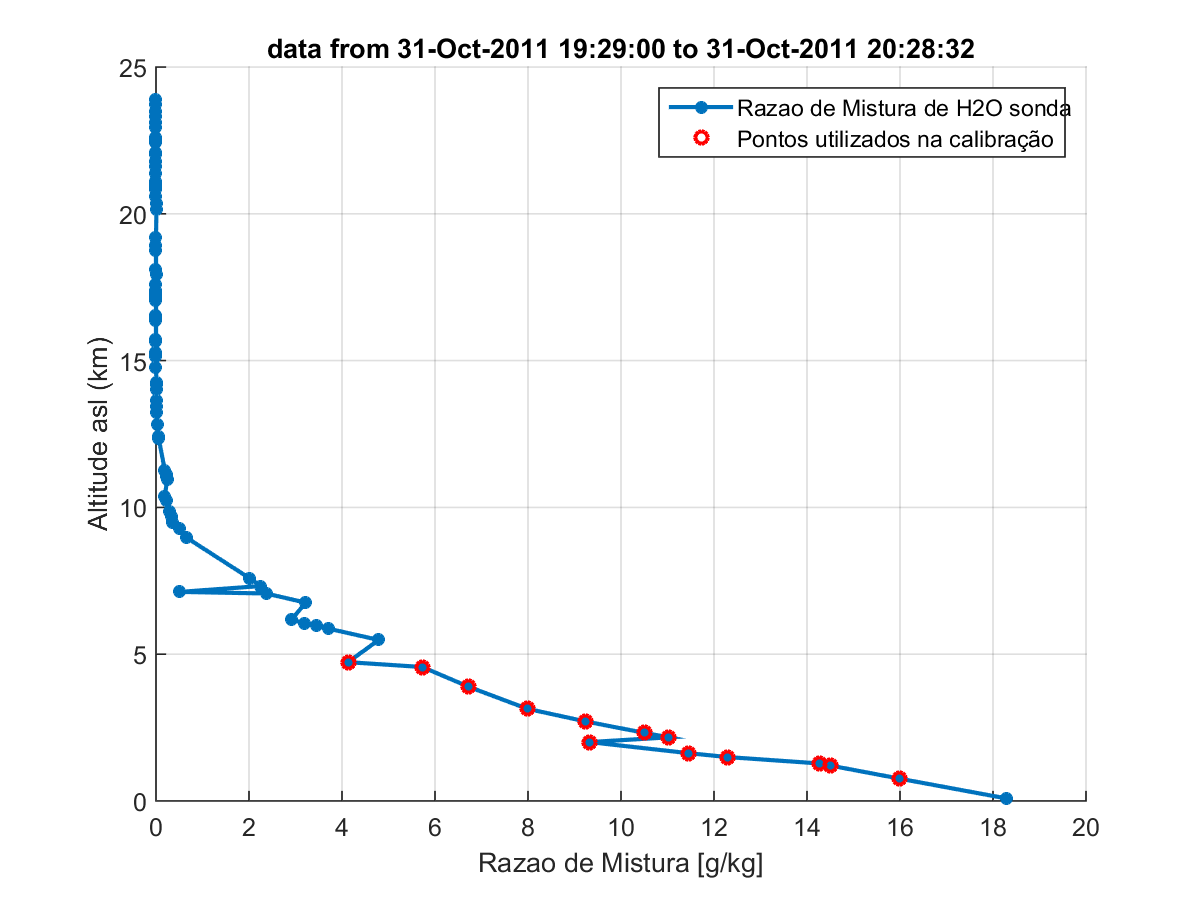 data from 31-Oct-2011 19:29:00 to 31-Oct-2011 20:28:32
Razao de Mistura de H2O sonda
Pontos utilizados na calibração
25
20
15
10
5
0
Altitude asl (km)
0 2 4 6 8 10 12 14 16 18 20
Razao de Mistura [g/kg]